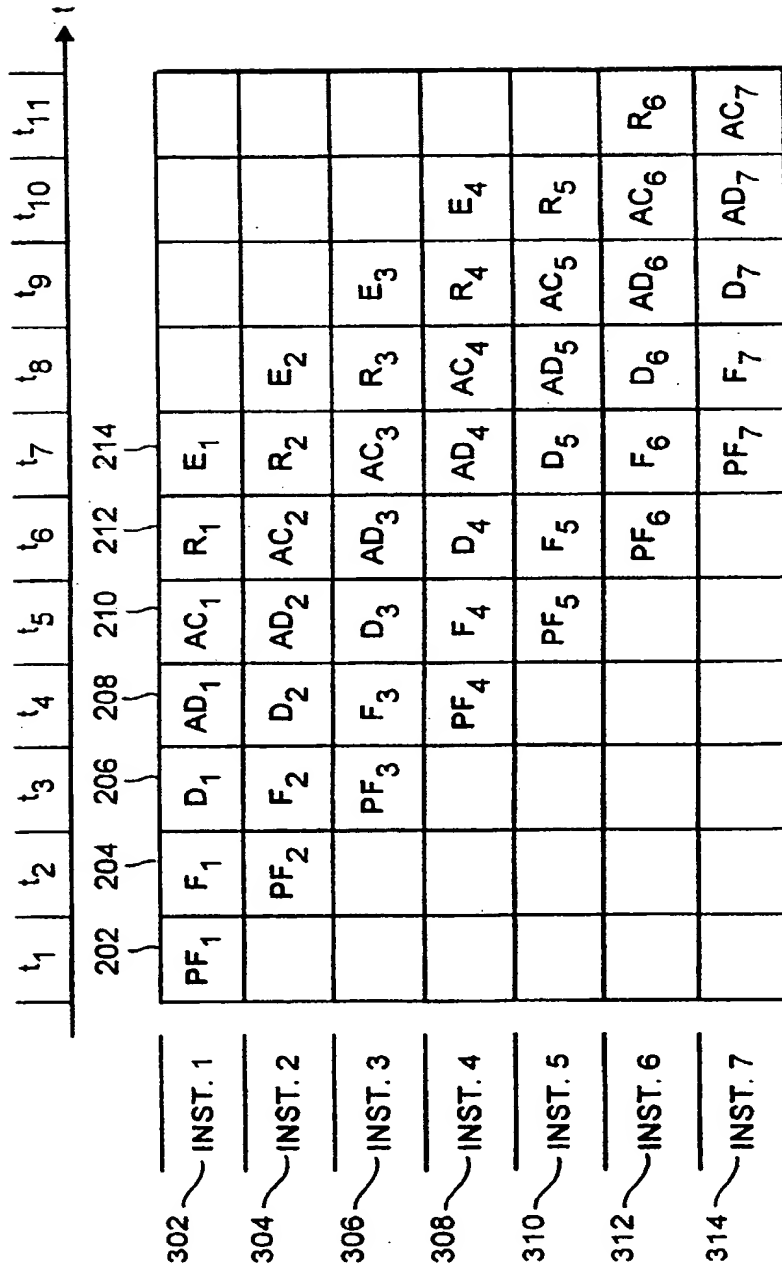 t
t1 t2 t3 t4 t5 t6 t7 t8 t9 t10 t11
202 204 206 208 210 212 214
302 INST. 1 PF1 F1 D1 AD1 AC1 R1 E1
304 INST. 2 PF2 F2 D2 AD2 AC2 R2 E2
306 INST. 3 PF3 F3 D3 AD3 AC3 R3 E3
308 INST. 4 PF4 F4 D4 AD4 AC4 R4 E4
310 INST. 5 PF5 F5 D5 AD5 AC5 R5
312 INST. 6 PF6 F6 D6 AD6 AC6 R6
314 INST. 7 PF7 F7 D7 AD7 AC7